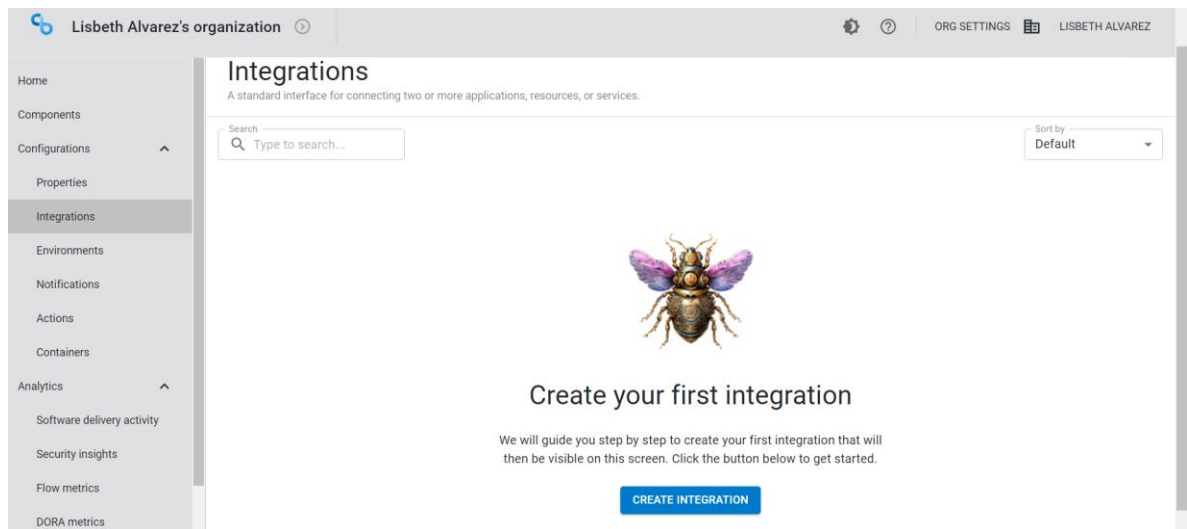 Lisbeth Alvarez's organization
ORG SETTINGS
LISBETH ALVAREZ
Home
Components
Configurations
Properties
Integrations
Environments
Notifications
Actions
Containers
Analytics
Software delivery activity
Security insights
Flow metrics
DORA metrics
Integrations
A standard interface for connecting two or more applications, resources, or services.
Search
Type to search...
Sort by
Default
Create your first integration
We will guide you step by step to create your first integration that will
then be visible on this screen. Click the button below to get started.
CREATE INTEGRATION